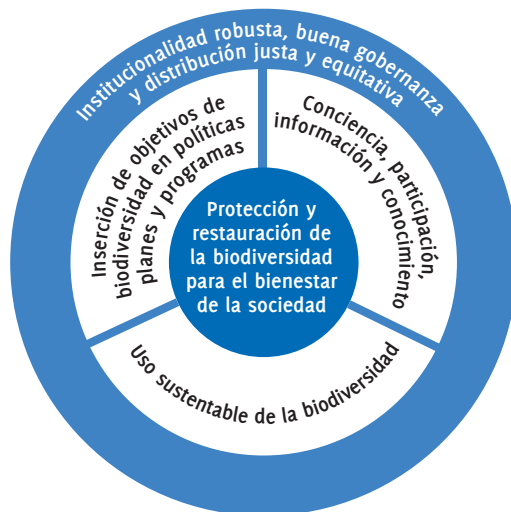 Institucionalidad robusta, buena gobernanza
y distribución justa y equitativa
Inserción de objetivos de
biodiversidad en políticas
planes y programas
Conciencia, participación,
información y conocimiento
Protección y
restauración de
la biodiversidad
para el bienestar
de la sociedad
Uso sustentable de la biodiversidad